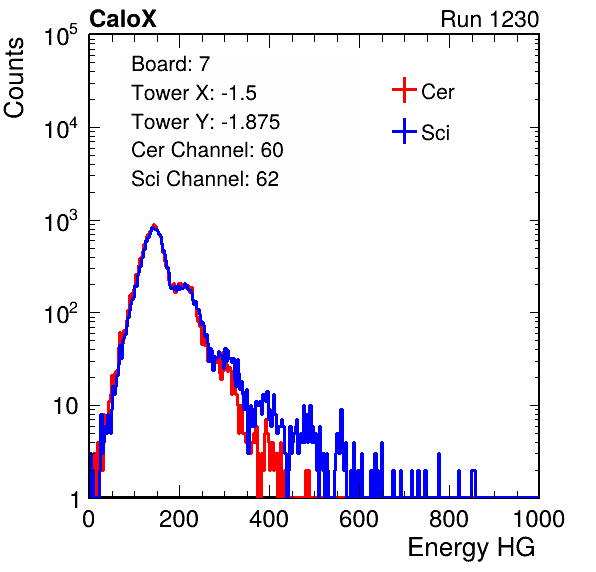 CaloX Run 1230
Counts
10^5
10^4
10^3
10^2
10
1
Board: 7
Tower X: -1.5
Tower Y: -1.875
Cer Channel: 60
Sci Channel: 62
Cer
Sci
0 200 400 600 800 1000
Energy HG